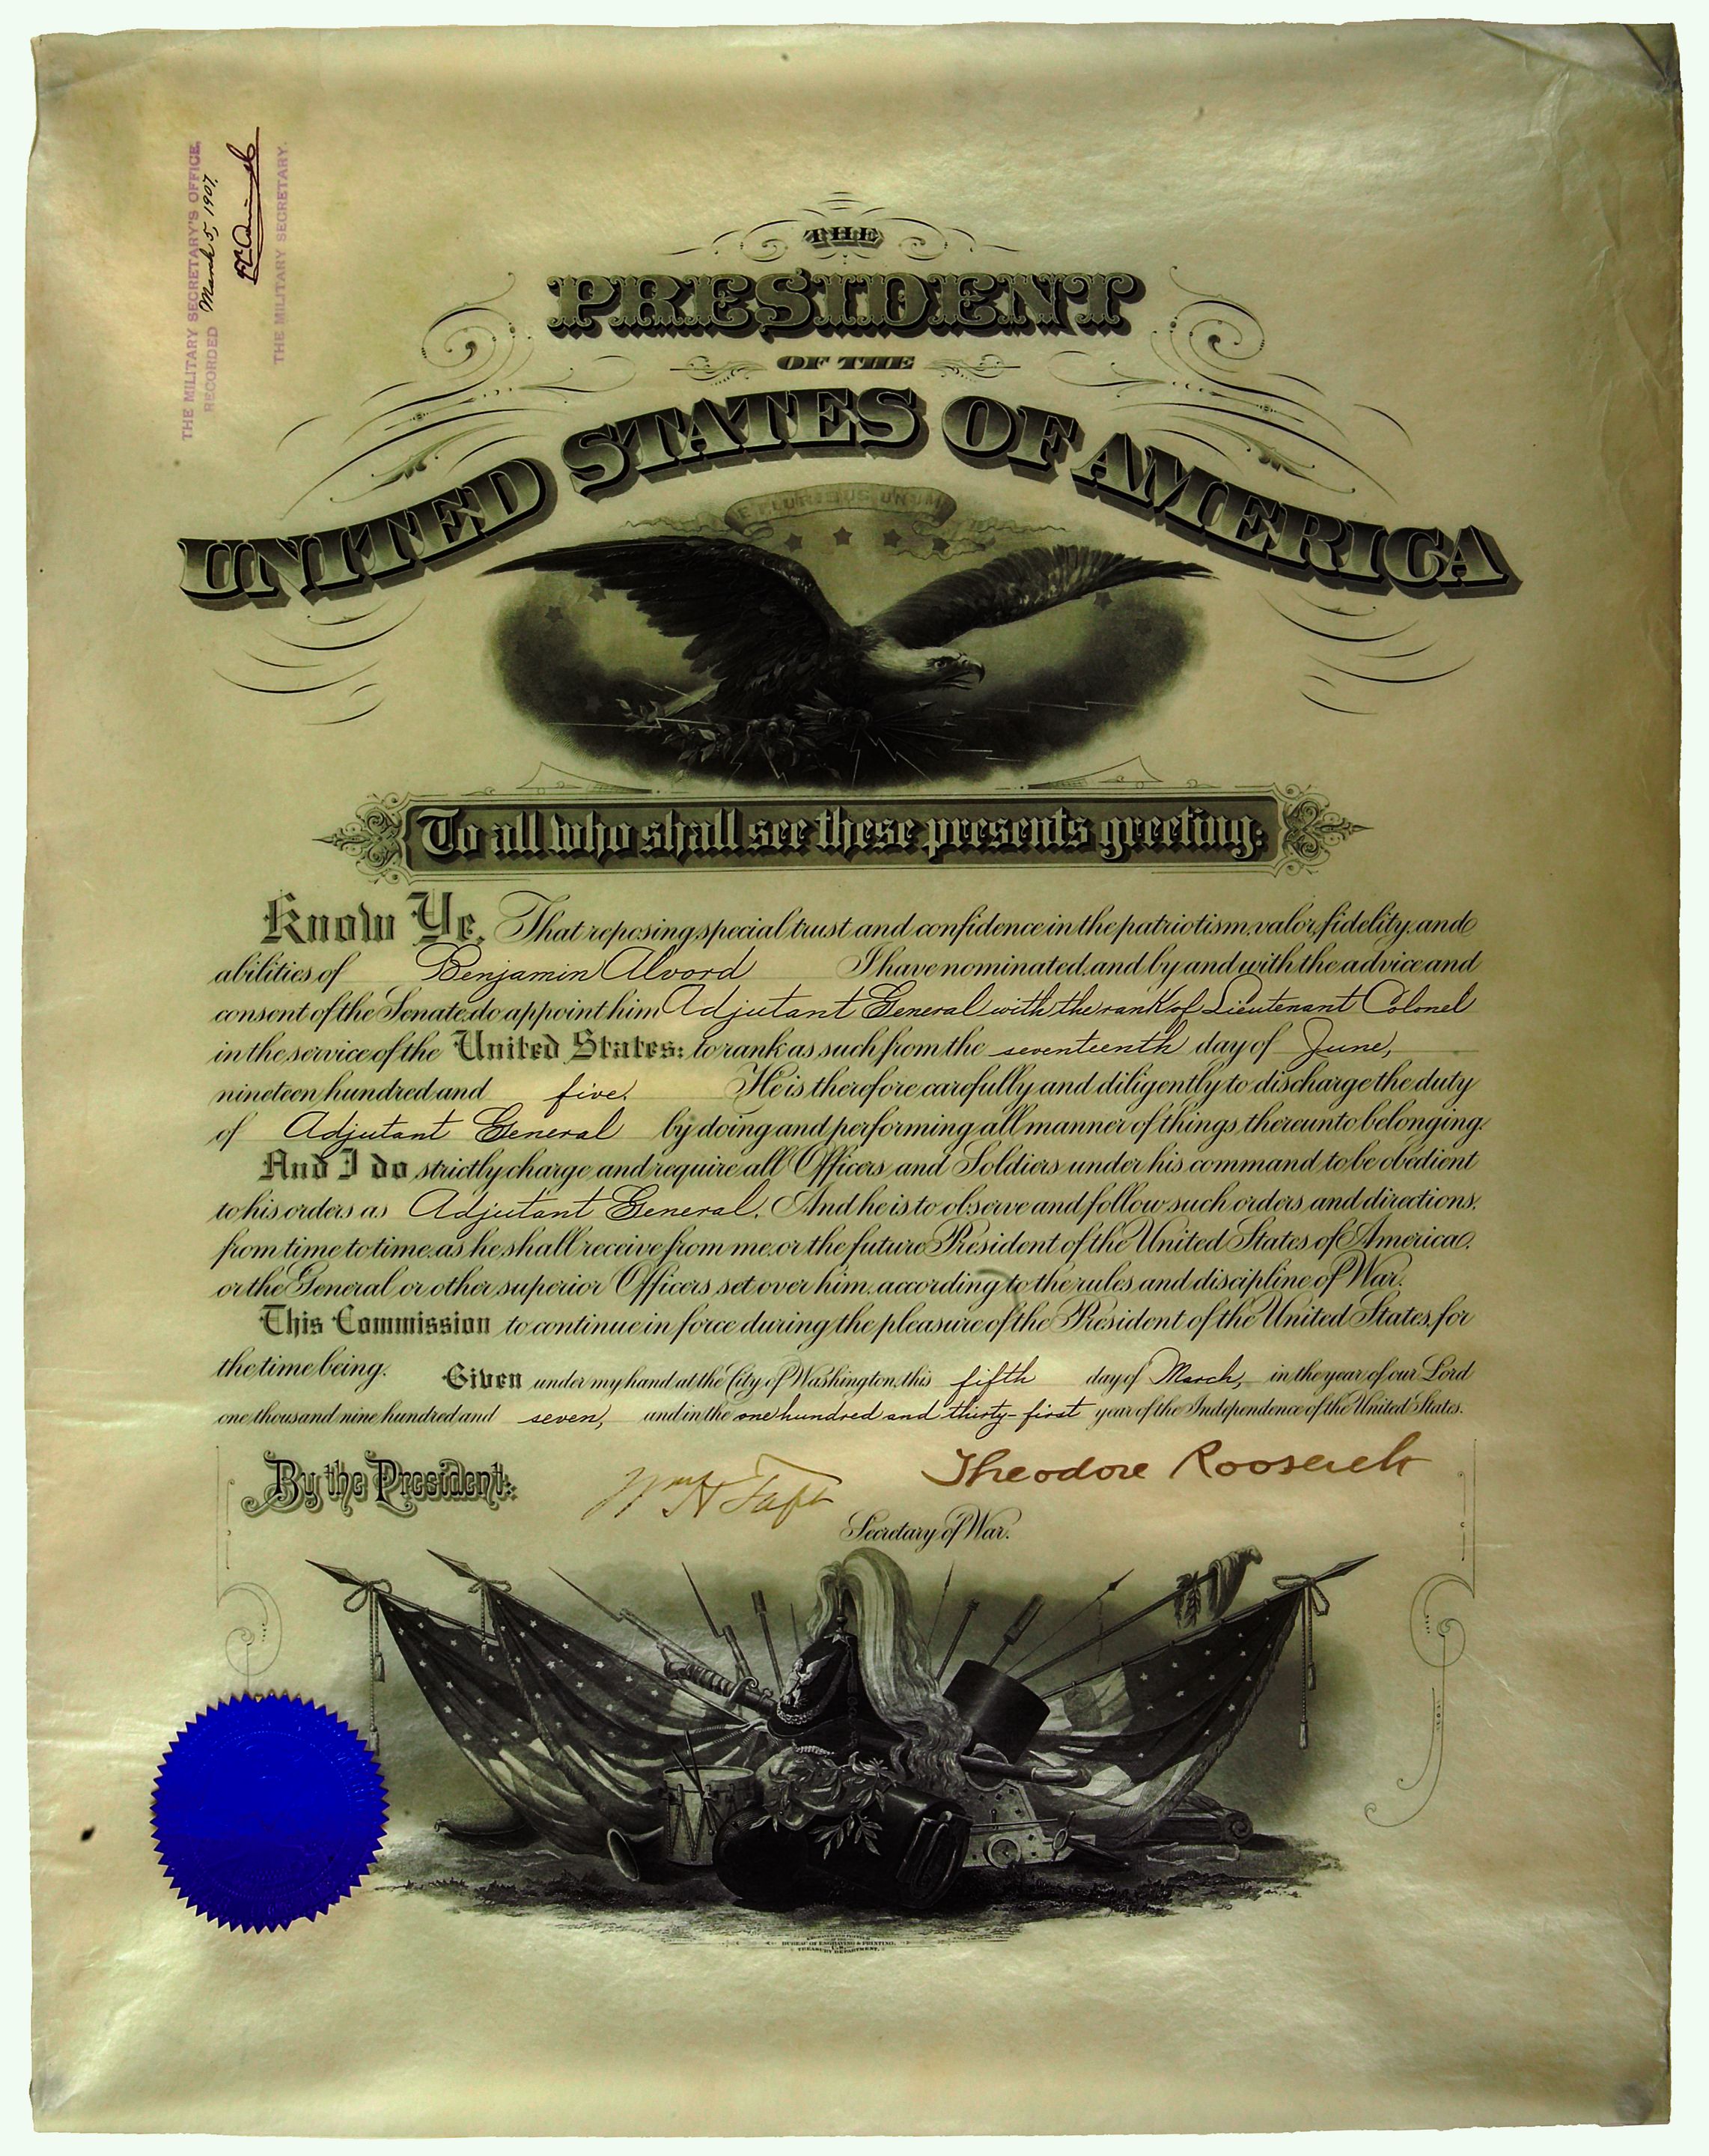 THE MILITARY SECRETARY'S OFFICE,
RECORDED March 5, 1907.
THE MILITARY SECRETARY.
THE
PRESIDENT
OF THE
UNITED STATES OF AMERICA
E PLURIBUS UNUM
To all who shall see these presents greeting:
Know Ye, That reposing special trust and confidence in the patriotism, valor, fidelity, and
abilities of Benjamin Alvord I have nominated, and by and with the advice and
consent of the Senate, do appoint him Adjutant General with the rank of Lieutenant Colonel
in the service of the United States: to rank as such from the seventeenth day of June,
nineteen hundred and five. He is therefore carefully and diligently to discharge the duty
of Adjutant General by doing and performing all manner of things thereunto belonging.
And I do strictly charge and require all Officers and Soldiers under his command to be obedient
to his orders as Adjutant General. And he is to observe and follow such orders and directions,
from time to time, as he shall receive from me, or the future President of the United States of America,
or the General or other superior Officers set over him, according to the rules and discipline of War.
This Commission to continue in force during the pleasure of the President of the United States, for
the time being. Given under my hand at the City of Washington, this fifth day of March, in the year of our Lord
one thousand nine hundred and seven, and in the one hundred and thirty-first year of the Independence of the United States.
Theodore Roosevelt
By the President: Wm H Taft
Secretary of War.
BUREAU OF ENGRAVING & PRINTING,
TREASURY DEPARTMENT.